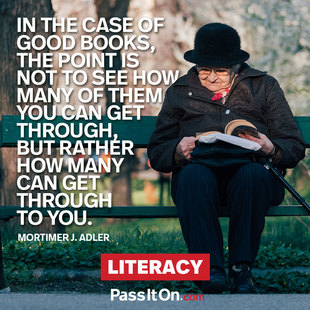 IN THE CASE OF
GOOD BOOKS,
THE POINT IS
NOT TO SEE HOW
MANY OF THEM
YOU CAN GET
THROUGH,
BUT RATHER
HOW MANY
CAN GET
THROUGH
TO YOU.
MORTIMER J. ADLER
LITERACY
PassItOn.com